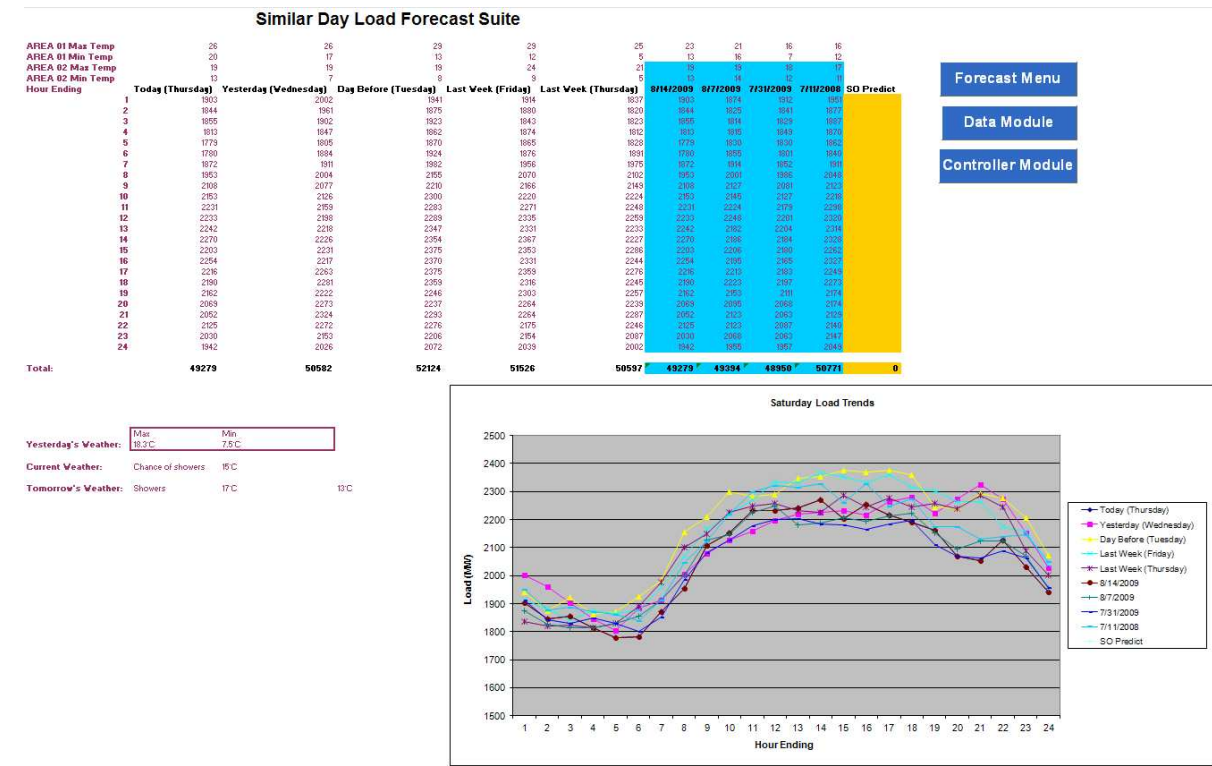 Similar Day Load Forecast Suite
AREA 01 Max Temp 26 26 29 29 25 23 21 16 16
AREA 01 Min Temp 20 17 13 12 5 13 16 7 12
AREA 02 Max Temp 19 19 19 24 21 19 19 18 17
AREA 02 Min Temp 13 7 8 9 5 13 14 12 11
Hour Ending Today (Thursday) Yesterday (Wednesday) Day Before (Tuesday) Last Week (Friday) Last Week (Thursday) 8/14/2009 8/7/2009 7/31/2009 7/11/2008 SO Predict
1 1903 2002 1941 1914 1837 1903 1874 1912 1951
2 1844 1961 1875 1880 1820 1844 1825 1841 1877
3 1855 1902 1923 1843 1823 1855 1814 1829 1887
4 1813 1847 1862 1874 1812 1813 1815 1849 1870
5 1779 1805 1870 1865 1828 1779 1830 1830 1862
6 1780 1884 1924 1876 1891 1780 1855 1801 1840
7 1872 1911 1982 1956 1975 1872 1914 1852 1911
8 1953 2004 2155 2070 2102 1953 2001 1986 2048
9 2108 2077 2210 2166 2149 2108 2127 2081 2123
10 2153 2126 2300 2220 2224 2153 2145 2127 2218
11 2231 2159 2283 2271 2248 2231 2224 2179 2298
12 2233 2198 2289 2335 2259 2233 2248 2201 2320
13 2242 2218 2347 2331 2233 2242 2182 2204 2314
14 2270 2226 2354 2367 2227 2270 2186 2184 2328
15 2203 2231 2375 2353 2286 2203 2206 2180 2262
16 2254 2217 2370 2331 2244 2254 2195 2165 2327
17 2216 2263 2375 2359 2276 2216 2213 2183 2249
18 2190 2281 2359 2316 2245 2190 2223 2197 2273
19 2162 2222 2246 2303 2257 2162 2153 2111 2174
20 2069 2273 2237 2264 2239 2069 2095 2068 2174
21 2052 2324 2293 2264 2287 2052 2123 2063 2129
22 2125 2272 2276 2175 2246 2125 2123 2087 2140
23 2030 2153 2206 2154 2087 2030 2068 2063 2147
24 1942 2026 2072 2039 2002 1942 1955 1957 2049
Total: 49279 50582 52124 51526 50597 49279 49394 48950 50771 0
Forecast Menu
Data Module
Controller Module
Max Min
Yesterday's Weather: 18.3°C 7.5°C
Current Weather: Chance of showers 15°C
Tomorrow's Weather: Showers 17°C 13°C
Saturday Load Trends
Load (MW)
2500
2400
2300
2200
2100
2000
1900
1800
1700
1600
1500
1 2 3 4 5 6 7 8 9 10 11 12 13 14 15 16 17 18 19 20 21 22 23 24
Hour Ending
Today (Thursday)
Yesterday (Wednesday)
Day Before (Tuesday)
Last Week (Friday)
Last Week (Thursday)
8/14/2009
8/7/2009
7/31/2009
7/11/2008
SO Predict